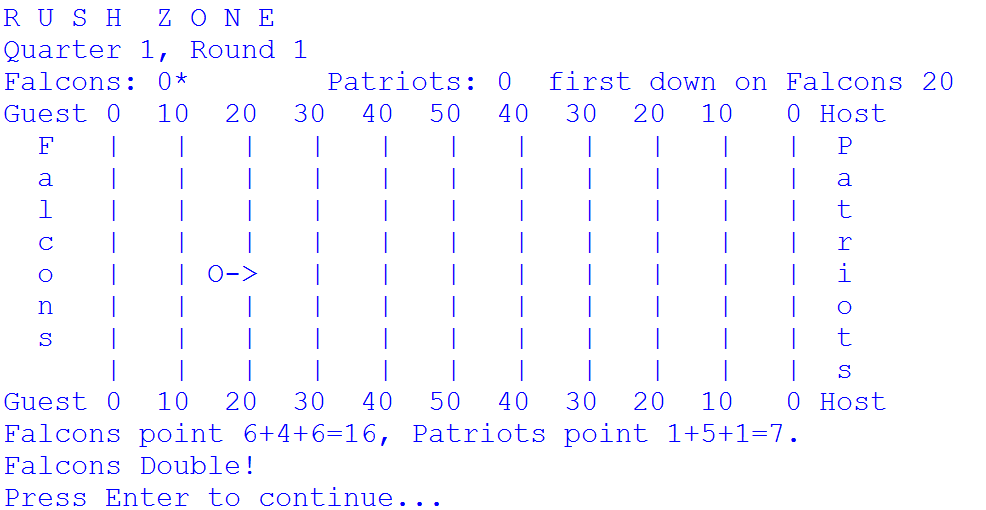 R U S H  Z O N E
Quarter 1, Round 1
Falcons: 0*        Patriots: 0  first down on Falcons 20
Guest 0  10  20  30  40  50  40  30  20  10   0 Host
  F   |   |   |   |   |   |   |   |   |   |   |  P
  a   |   |   |   |   |   |   |   |   |   |   |  a
  l   |   |   |   |   |   |   |   |   |   |   |  t
  c   |   |   |   |   |   |   |   |   |   |   |  r
  o   |   | O->   |   |   |   |   |   |   |   |  i
  n   |   |   |   |   |   |   |   |   |   |   |  o
  s   |   |   |   |   |   |   |   |   |   |   |  t
      |   |   |   |   |   |   |   |   |   |   |  s
Guest 0  10  20  30  40  50  40  30  20  10   0 Host
Falcons point 6+4+6=16, Patriots point 1+5+1=7.
Falcons Double!
Press Enter to continue...